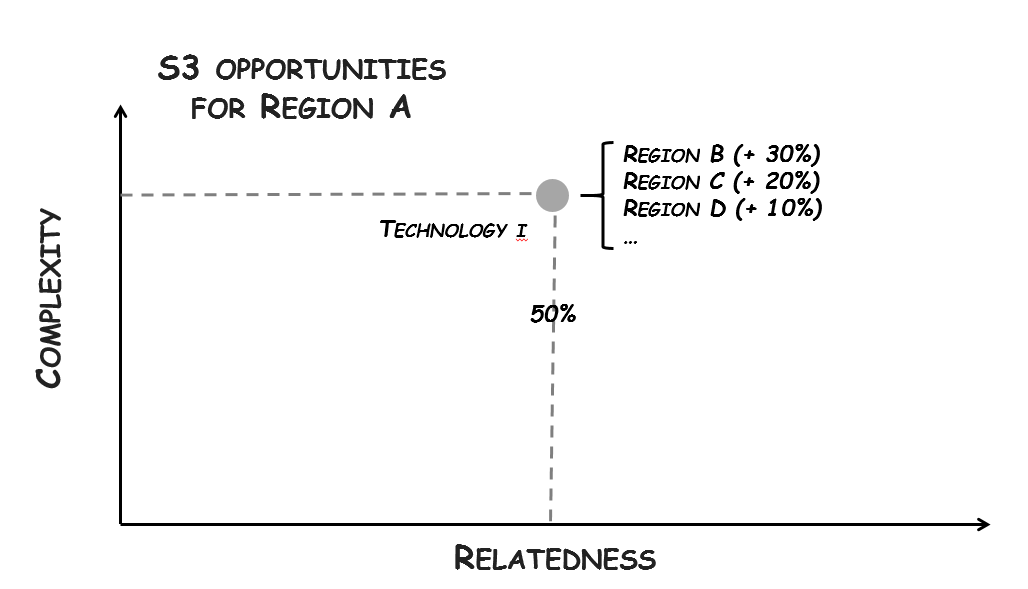 S3 OPPORTUNITIES
FOR REGION A
REGION B (+ 30%)
REGION C (+ 20%)
REGION D (+ 10%)
...
TECHNOLOGY I
50%
COMPLEXITY
RELATEDNESS